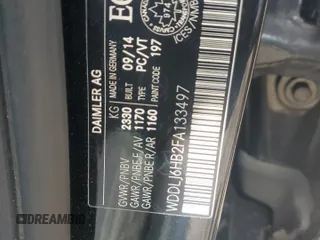 DAIMLER AG
KG
GVWR/PNBV 2330 BUILT 09/14
GAWR/PNBE F/AV 1170 TYPE PC/VT
GAWR/PNBE R/AR 1160 PAINT CODE 197
WDDLJ6HB2FA133497
MADE IN GERMANY
DREAMBID